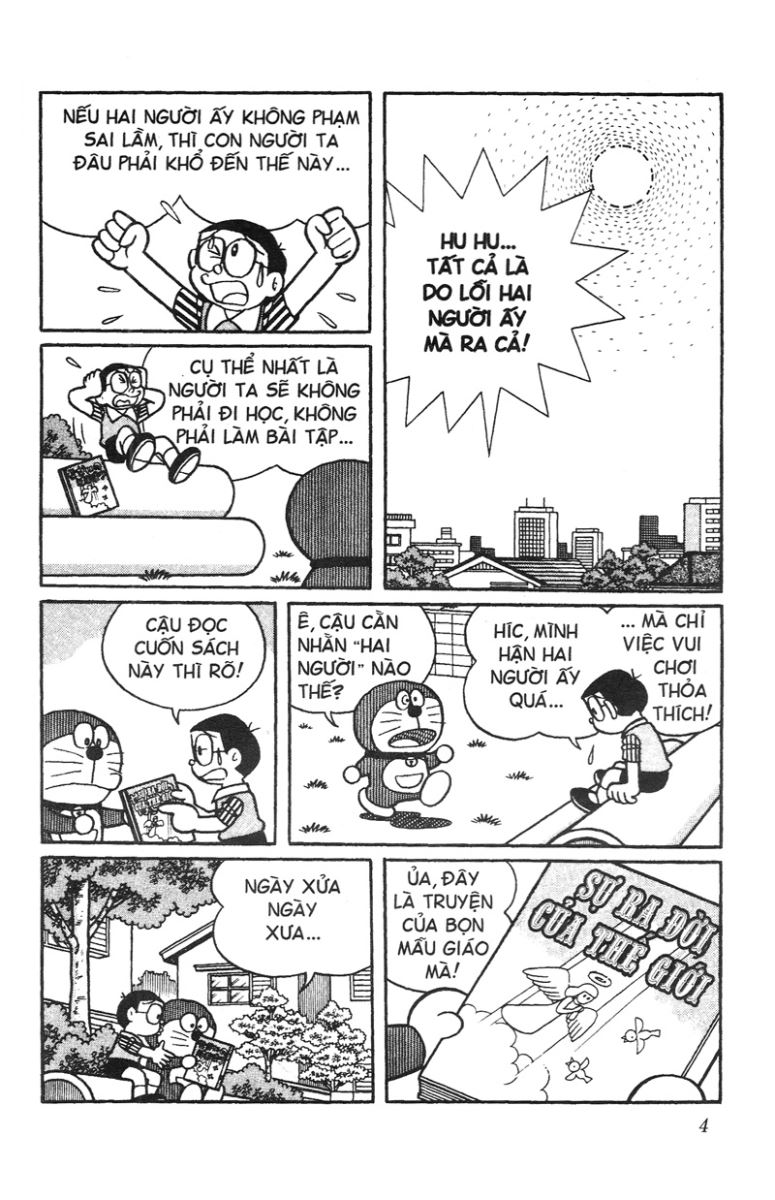 HU HU...
TẤT CẢ LÀ
DO LỖI HAI
NGƯỜI ẤY
MÀ RA CẢ!
NẾU HAI NGƯỜI ẤY KHÔNG PHẠM
SAI LẦM, THÌ CON NGƯỜI TA
ĐÂU PHẢI KHỔ ĐẾN THẾ NÀY...
CỤ THỂ NHẤT LÀ
NGƯỜI TA SẼ KHÔNG
PHẢI ĐI HỌC, KHÔNG
PHẢI LÀM BÀI TẬP...
... MÀ CHỈ
VIỆC VUI
CHƠI
THỎA
THÍCH!
HÍC, MÌNH
HẬN HAI
NGƯỜI ẤY
QUÁ...
Ê, CẬU CẰN
NHẰN "HAI
NGƯỜI" NÀO
THẾ?
CẬU ĐỌC
CUỐN SÁCH
NÀY THÌ RÕ!
SỰ RA ĐỜI
CỦA THẾ GIỚI
ỦA, ĐÂY
LÀ TRUYỆN
CỦA BỌN
MẪU GIÁO
MÀ!
NGÀY XỬA
NGÀY
XƯA...
4